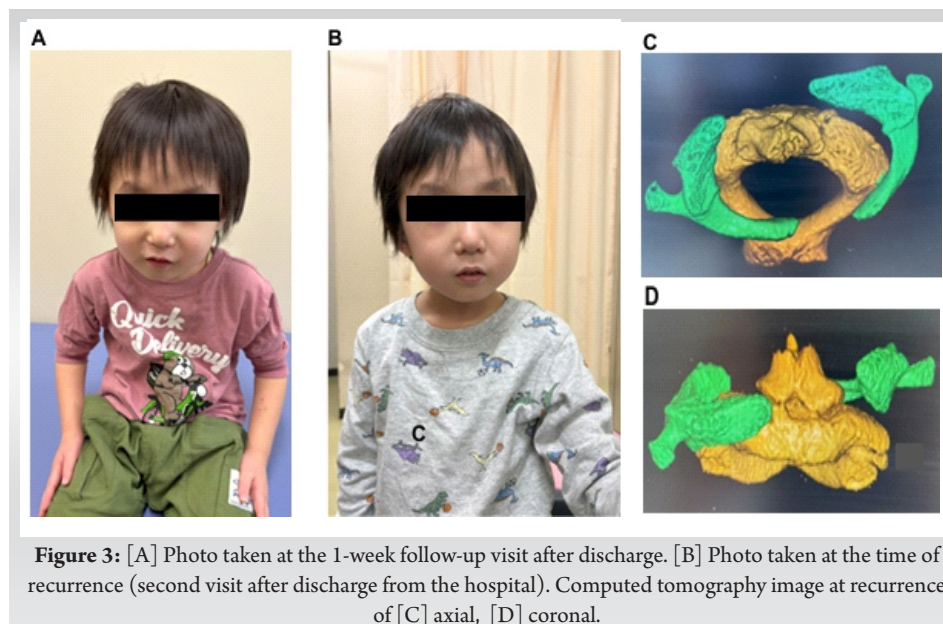 A
B
C
Quick
Delivery
C
D
Figure 3: [A] Photo taken at the 1-week follow-up visit after discharge. [B] Photo taken at the time of
recurrence (second visit after discharge from the hospital). Computed tomography image at recurrence
of [C] axial, [D] coronal.